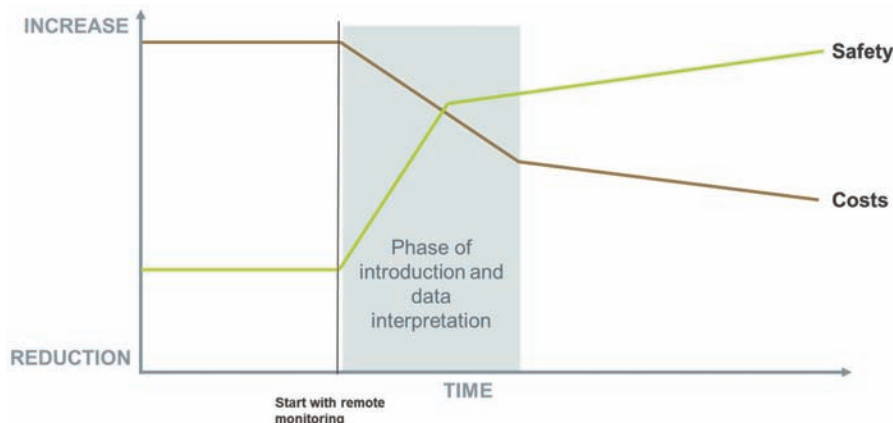 INCREASE
Safety
Costs
Phase of
introduction and
data
interpretation
REDUCTION
TIME
Start with remote
monitoring